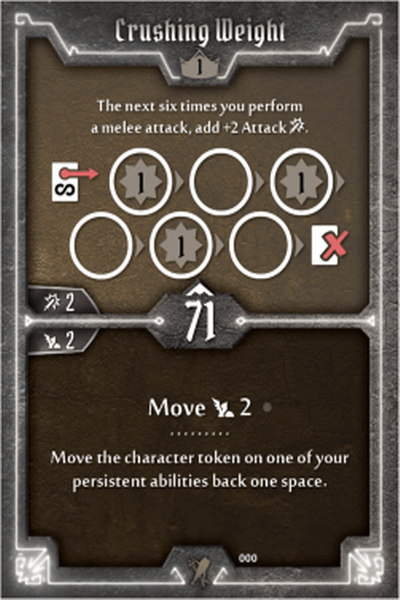 Crushing Weight
1
The next six times you perform
a melee attack, add +2 Attack.
8 1 1
1
2
71
2
Move 2
Move the character token on one of your
persistent abilities back one space.
000